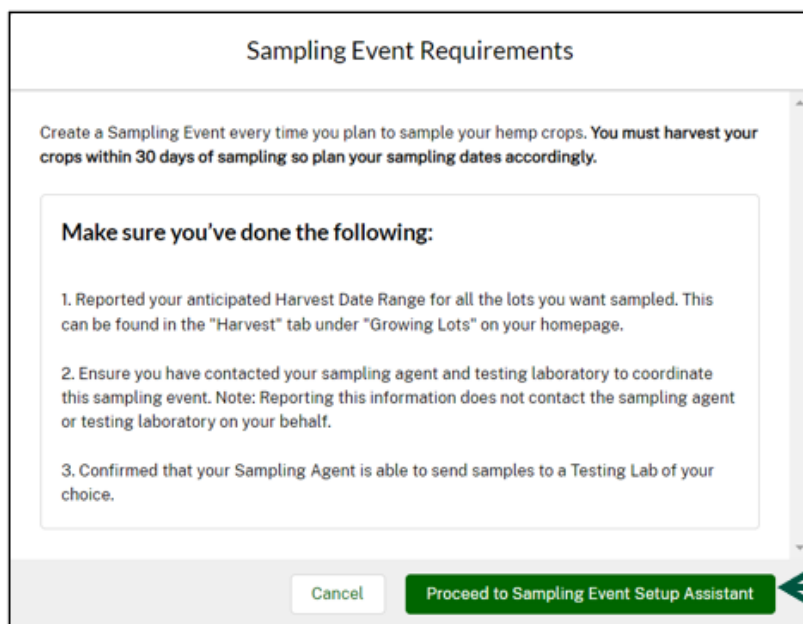 Sampling Event Requirements
Create a Sampling Event every time you plan to sample your hemp crops. You must harvest your
crops within 30 days of sampling so plan your sampling dates accordingly.
Make sure you've done the following:
1. Reported your anticipated Harvest Date Range for all the lots you want sampled. This
can be found in the "Harvest" tab under "Growing Lots" on your homepage.
2. Ensure you have contacted your sampling agent and testing laboratory to coordinate
this sampling event. Note: Reporting this information does not contact the sampling agent
or testing laboratory on your behalf.
3. Confirmed that your Sampling Agent is able to send samples to a Testing Lab of your
choice.
Cancel
Proceed to Sampling Event Setup Assistant